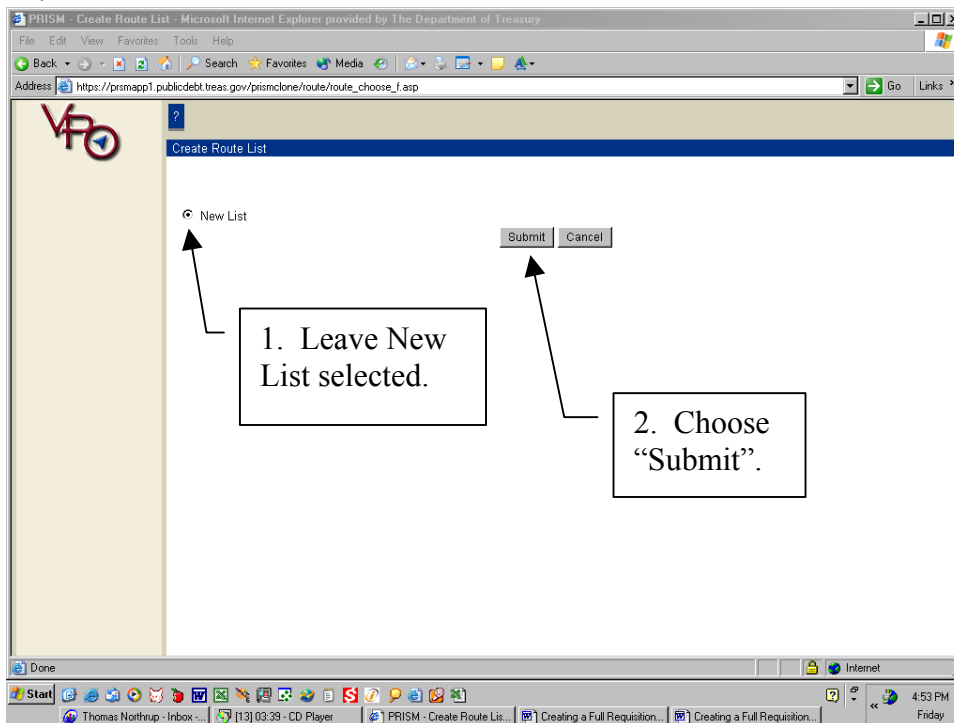 PRISM - Create Route List - Microsoft Internet Explorer provided by The Department of Treasury
File Edit View Favorites Tools Help
Back Search Favorites Media
Address https://prsmapp1.publicdebt.treas.gov/prismclone/route/route_choose_f.asp Go Links
VPO
?
Create Route List
New List
Submit Cancel
1. Leave New
List selected.
2. Choose
“Submit”.
Done Internet
Start 4:53 PM
Thomas Northrup - Inbox -... [13] 03:39 - CD Player PRISM - Create Route Lis... Creating a Full Requisition... Creating a Full Requisition... Friday